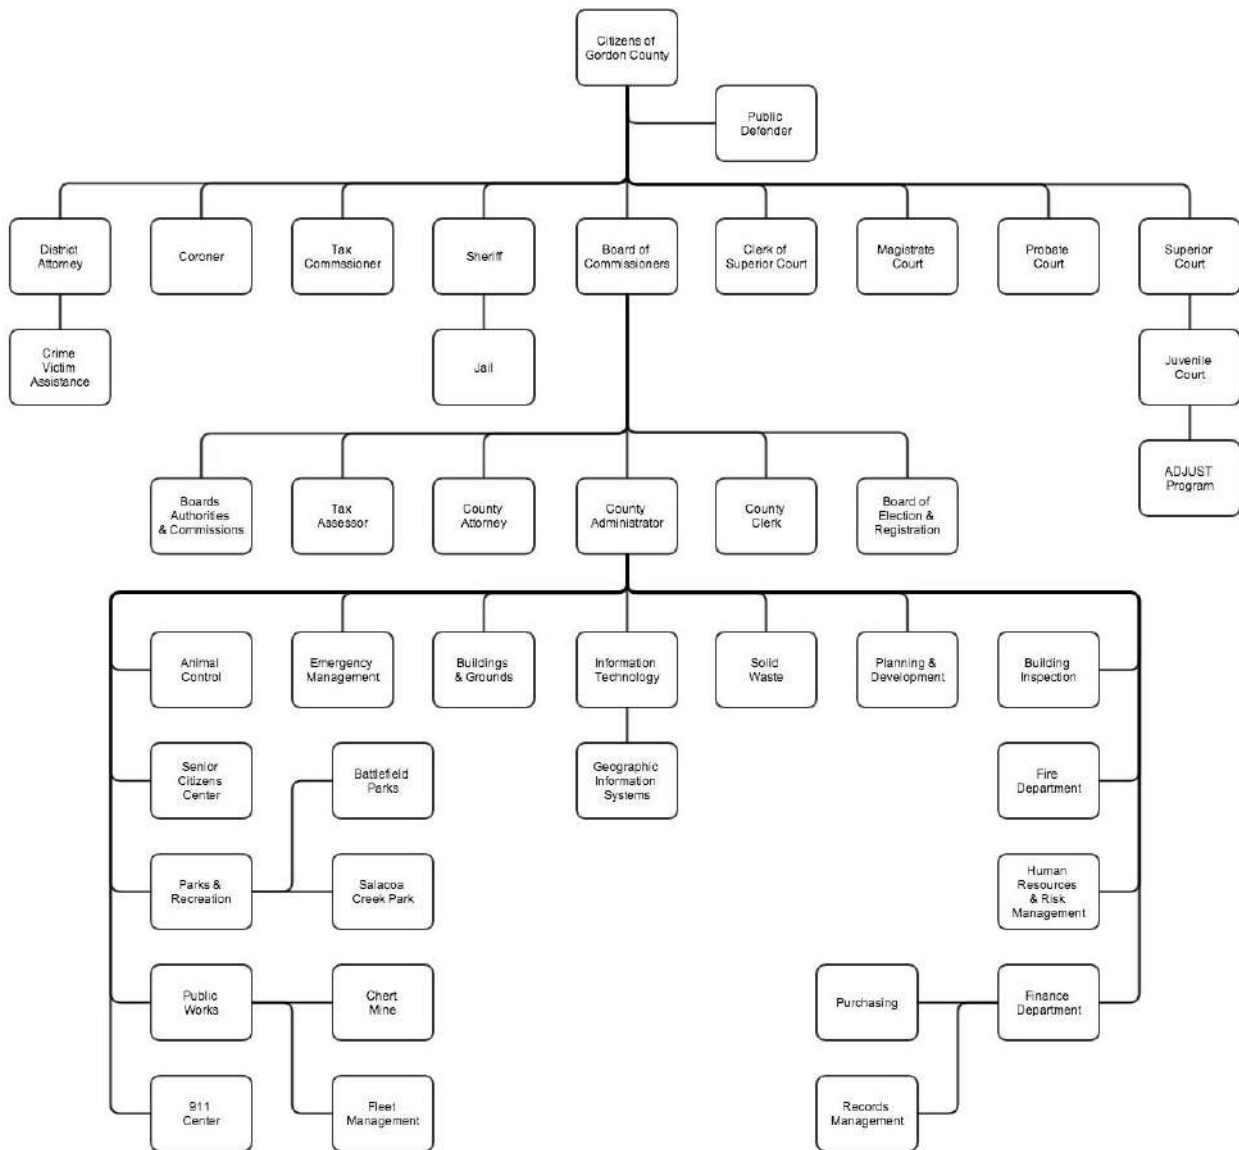 Citizens of
Gordon County
Public
Defender
District
Attorney
Coroner
Tax
Commssioner
Sheriff
Board of
Commissioners
Clerk of
Superior Court
Magistrate
Court
Probate
Court
Superior
Court
Crime
Victim
Assistance
Jail
Juvenile
Court
Boards
Authorities
& Commissions
Tax
Assessor
County
Attorney
County
Administrator
County
Clerk
Board of
Election &
Registration
ADJUST
Program
Animal
Control
Emergency
Management
Buildings
& Grounds
Information
Technology
Solid
Waste
Planning &
Development
Building
Inspection
Senior
Citizens
Center
Battlefield
Parks
Geographic
Information
Systems
Fire
Department
Parks &
Recreation
Salacoa
Creek Park
Human
Resources
& Risk
Management
Public
Works
Chert
Mine
Purchasing
Finance
Department
911
Center
Fleet
Management
Records
Management